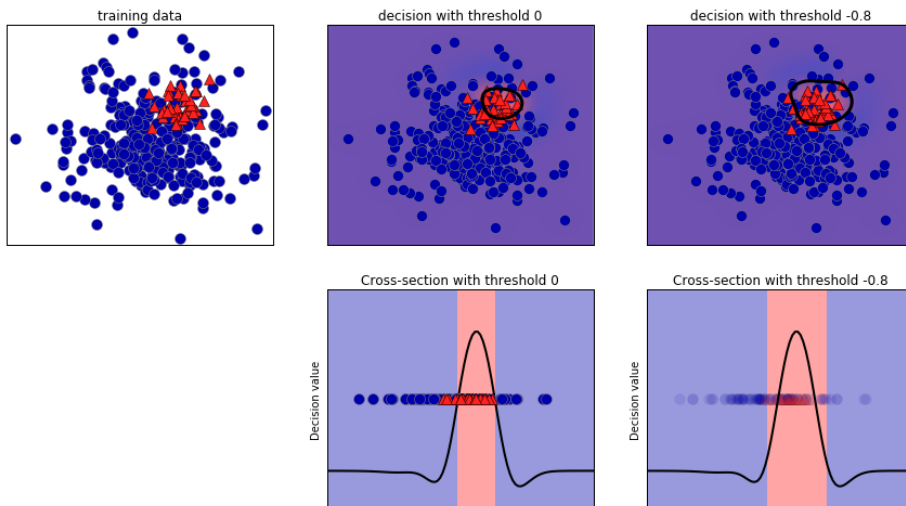 training data
decision with threshold 0
decision with threshold -0.8
Cross-section with threshold 0
Cross-section with threshold -0.8
Decision value
Decision value